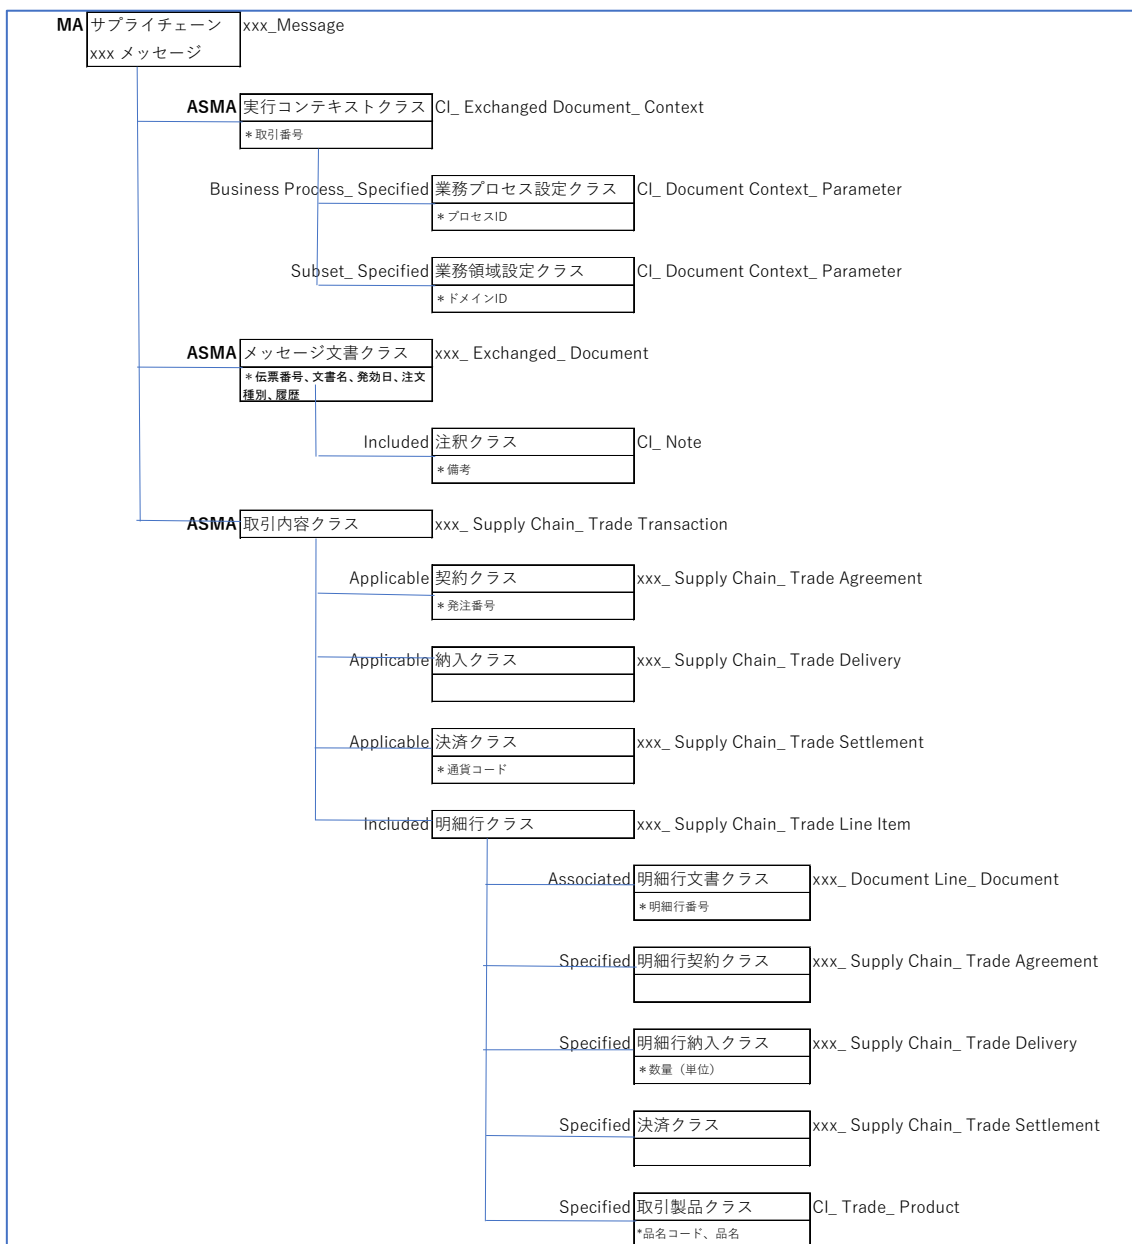 MA サプライチェーン xxx_Message
xxx メッセージ
ASMA 実行コンテキストクラス CI_ Exchanged Document_ Context
＊取引番号
Business Process_ Specified 業務プロセス設定クラス CI_ Document Context_ Parameter
＊プロセスID
Subset_ Specified 業務領域設定クラス CI_ Document Context_ Parameter
＊ドメインID
ASMA メッセージ文書クラス xxx_ Exchanged_ Document
＊伝票番号、文書名、発効日、注文
種別、履歴
Included 注釈クラス CI_ Note
＊備考
ASMA 取引内容クラス xxx_ Supply Chain_ Trade Transaction
Applicable 契約クラス xxx_ Supply Chain_ Trade Agreement
＊発注番号
Applicable 納入クラス xxx_ Supply Chain_ Trade Delivery
Applicable 決済クラス xxx_ Supply Chain_ Trade Settlement
＊通貨コード
Included 明細行クラス xxx_ Supply Chain_ Trade Line Item
Associated 明細行文書クラス xxx_ Document Line_ Document
＊明細行番号
Specified 明細行契約クラス xxx_ Supply Chain_ Trade Agreement
Specified 明細行納入クラス xxx_ Supply Chain_ Trade Delivery
＊数量（単位）
Specified 決済クラス xxx_ Supply Chain_ Trade Settlement
Specified 取引製品クラス CI_ Trade_ Product
*品名コード、品名